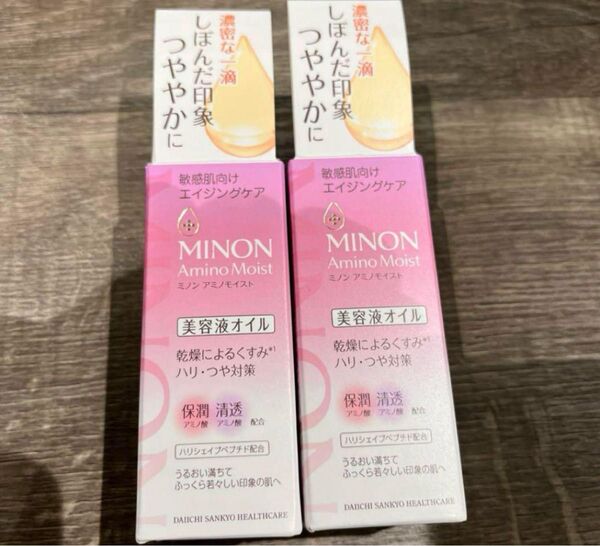 濃密な一滴
しぼんだ印象
つややかに
敏感肌向け
エイジングケア
MINON
Amino Moist
ミノン アミノモイスト
美容液オイル
乾燥によるくすみ*1
ハリ・つや対策
保潤 清透
アミノ酸 アミノ酸 配合
ハリシェイプペプチド配合
うるおい満ちて
ふっくら若々しい印象の肌へ
DAIICHI SANKYO HEALTHCARE
濃密な一滴
しぼんだ印象
つややかに
敏感肌向け
エイジングケア
MINON
Amino Moist
ミノン アミノモイスト
美容液オイル
乾燥によるくすみ*1
ハリ・つや対策
保潤 清透
アミノ酸 アミノ酸 配合
ハリシェイプペプチド配合
うるおい満ちて
ふっくら若々しい印象の肌へ
DAIICHI SANKYO HEALTHCARE